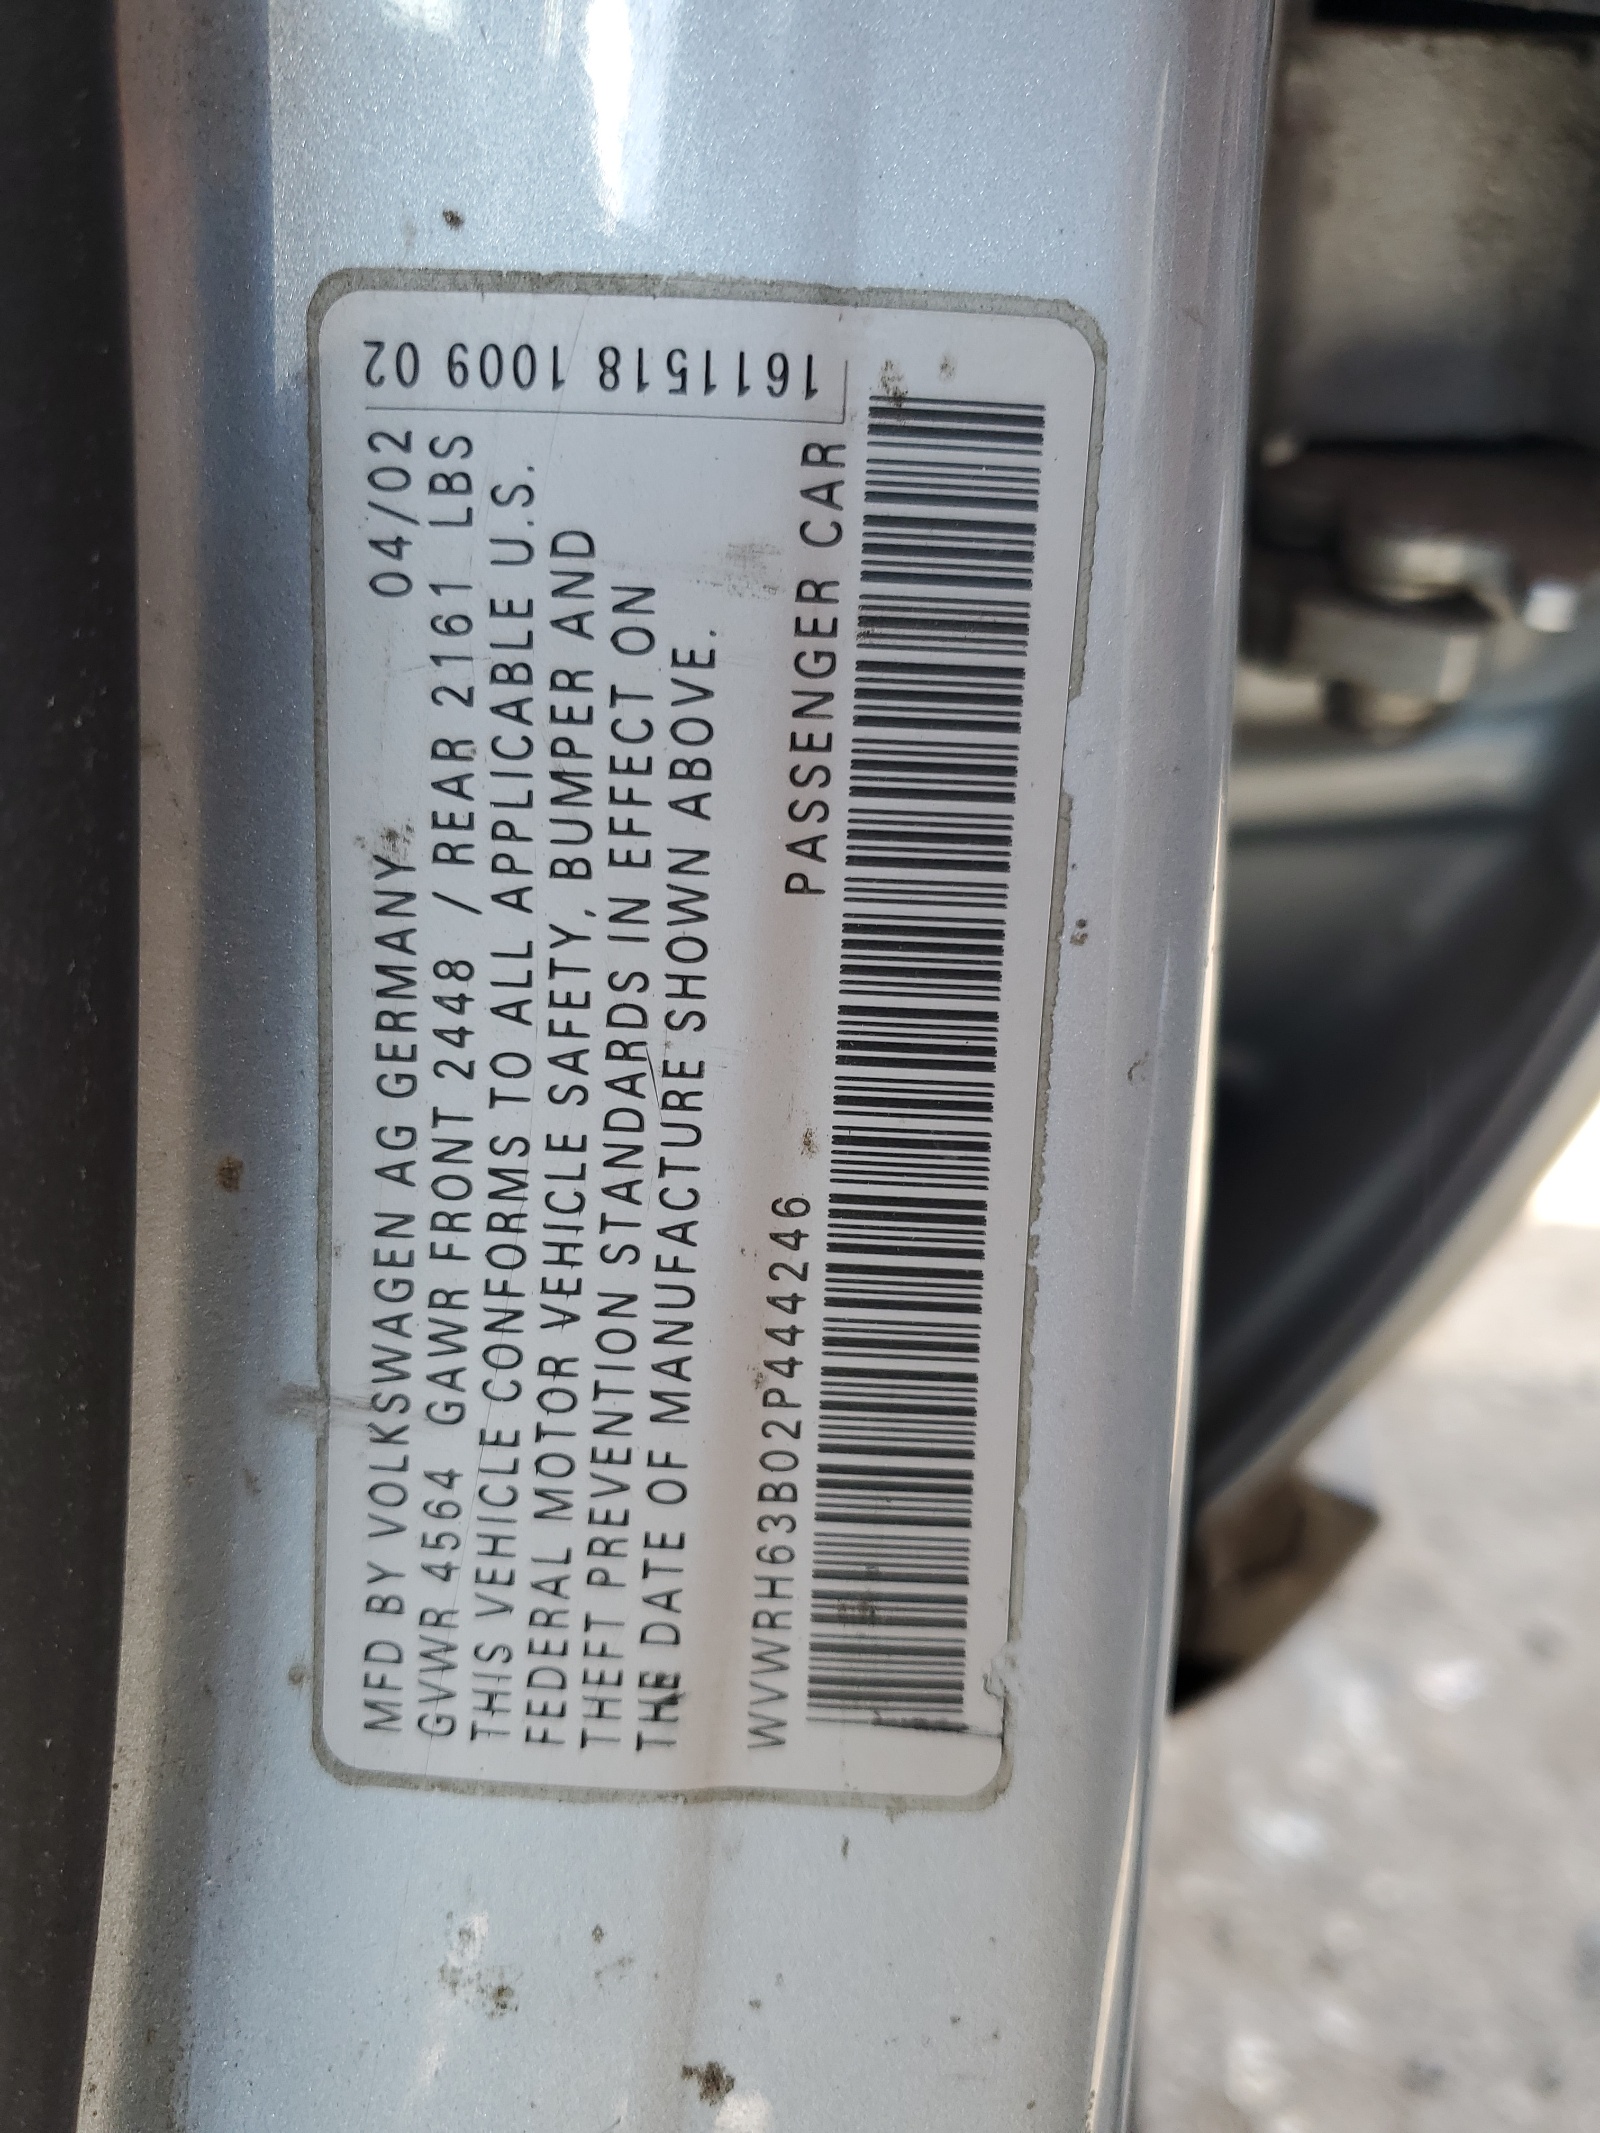 MFD BY VOLKSWAGEN AG GERMANY 04/02
GVWR 4564 GAWR FRONT 2448 / REAR 2161 LBS
THIS VEHICLE CONFORMS TO ALL APPLICABLE U.S.
FEDERAL MOTOR VEHICLE SAFETY, BUMPER AND
THEFT PREVENTION STANDARDS IN EFFECT ON
THE DATE OF MANUFACTURE SHOWN ABOVE.
WVWRH63B02P444246 PASSENGER CAR
1611518 1009 02